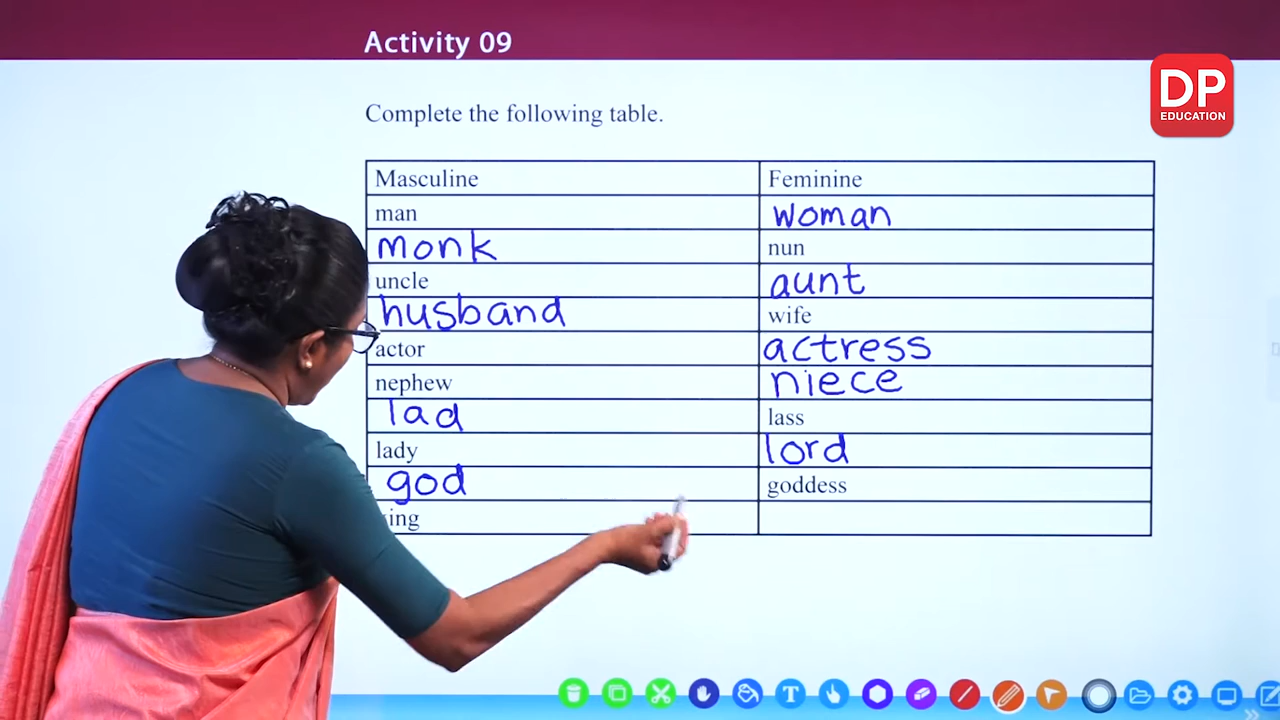 Activity 09
DP
EDUCATION
Complete the following table.
Masculine Feminine
man woman
monk nun
uncle aunt
husband wife
actor actress
nephew niece
lad lass
lady lord
god goddess